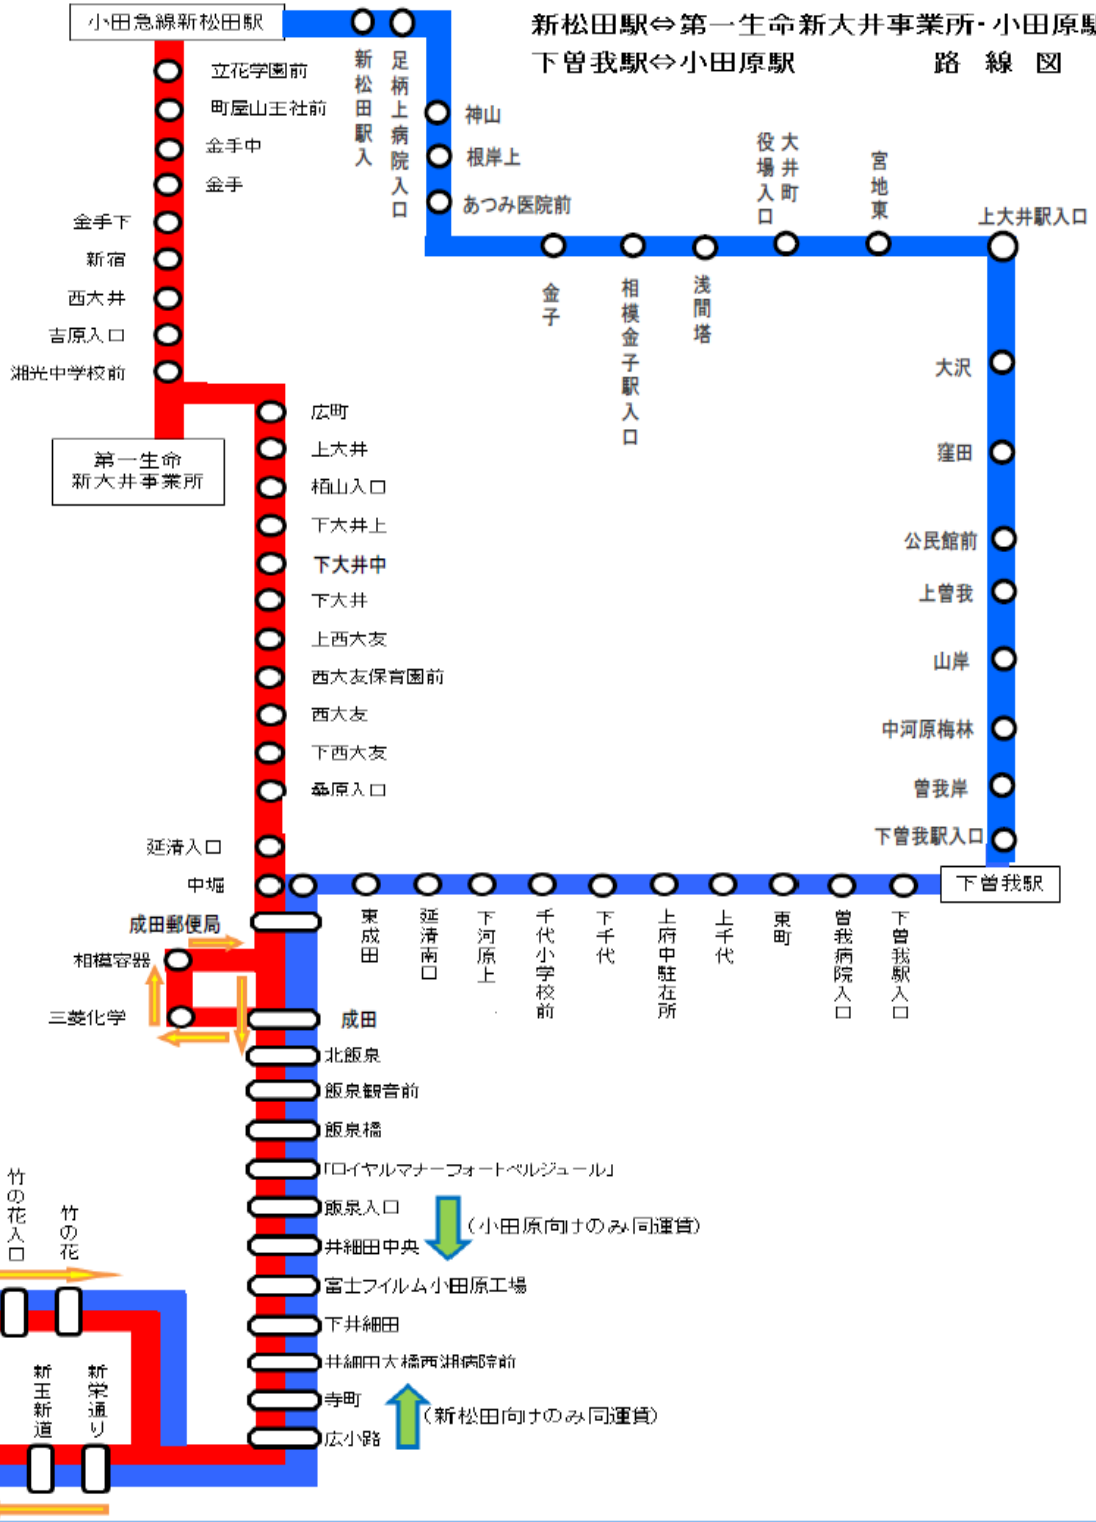 新松田駅⇔第一生命新大井事業所・小田原駅
下曽我駅⇔小田原駅 路線図
小田急線新松田駅
新松田駅入
足柄上病院入口
神山
根岸上
あつみ医院前
金子
相模金子駅入口
浅間塔
大井町
役場入口
宮地東
上大井駅入口
大沢
窪田
公民館前
上曽我
山岸
中河原梅林
曽我岸
下曽我駅入口
下曽我駅
立花学園前
町屋山王社前
金手中
金手
金手下
新宿
西大井
吉原入口
湘光中学校前
第一生命
新大井事業所
広町
上大井
栢山入口
下大井上
下大井中
下大井
上西大友
西大友保育園前
西大友
下西大友
桑原入口
延清入口
中堀
東成田
延清南口
下河原上
千代小学校前
下千代
上府中駐在所
上千代
東町
曽我病院入口
下曽我駅入口
成田郵便局
相模容器
三菱化学
成田
北飯泉
飯泉観音前
飯泉橋
「ロイヤルマナーフォートベルジュール」
飯泉入口
(小田原向けのみ同運賃)
井細田中央
富士フイルム小田原工場
下井細田
井細田大橋西湘病院前
寺町
(新松田向けのみ同運賃)
広小路
竹の花入口
竹の花
新玉新道
新栄通り